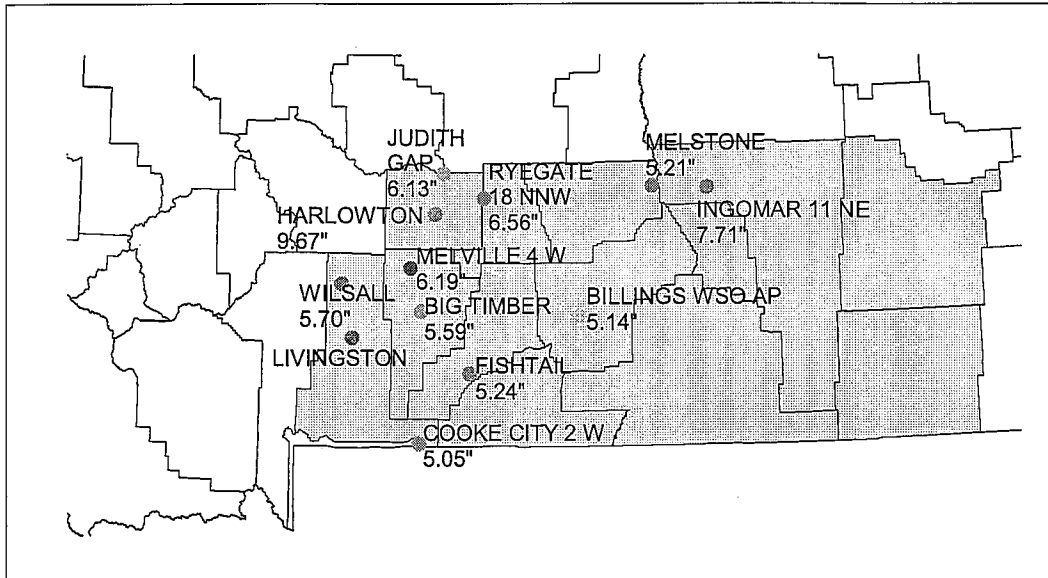 JUDITH
GAP
6.13"
MELSTONE
5.21"
RYEGATE
18 NNW
6.56"
HARLOWTON
9.67"
INGOMAR 11 NE
7.71"
MELVILLE 4 W
6.19"
WILSALL
5.70"
BIG TIMBER
5.59"
BILLINGS WSO AP
5.14"
LIVINGSTON
FISHTAIL
5.24"
COOKE CITY 2 W
5.05"